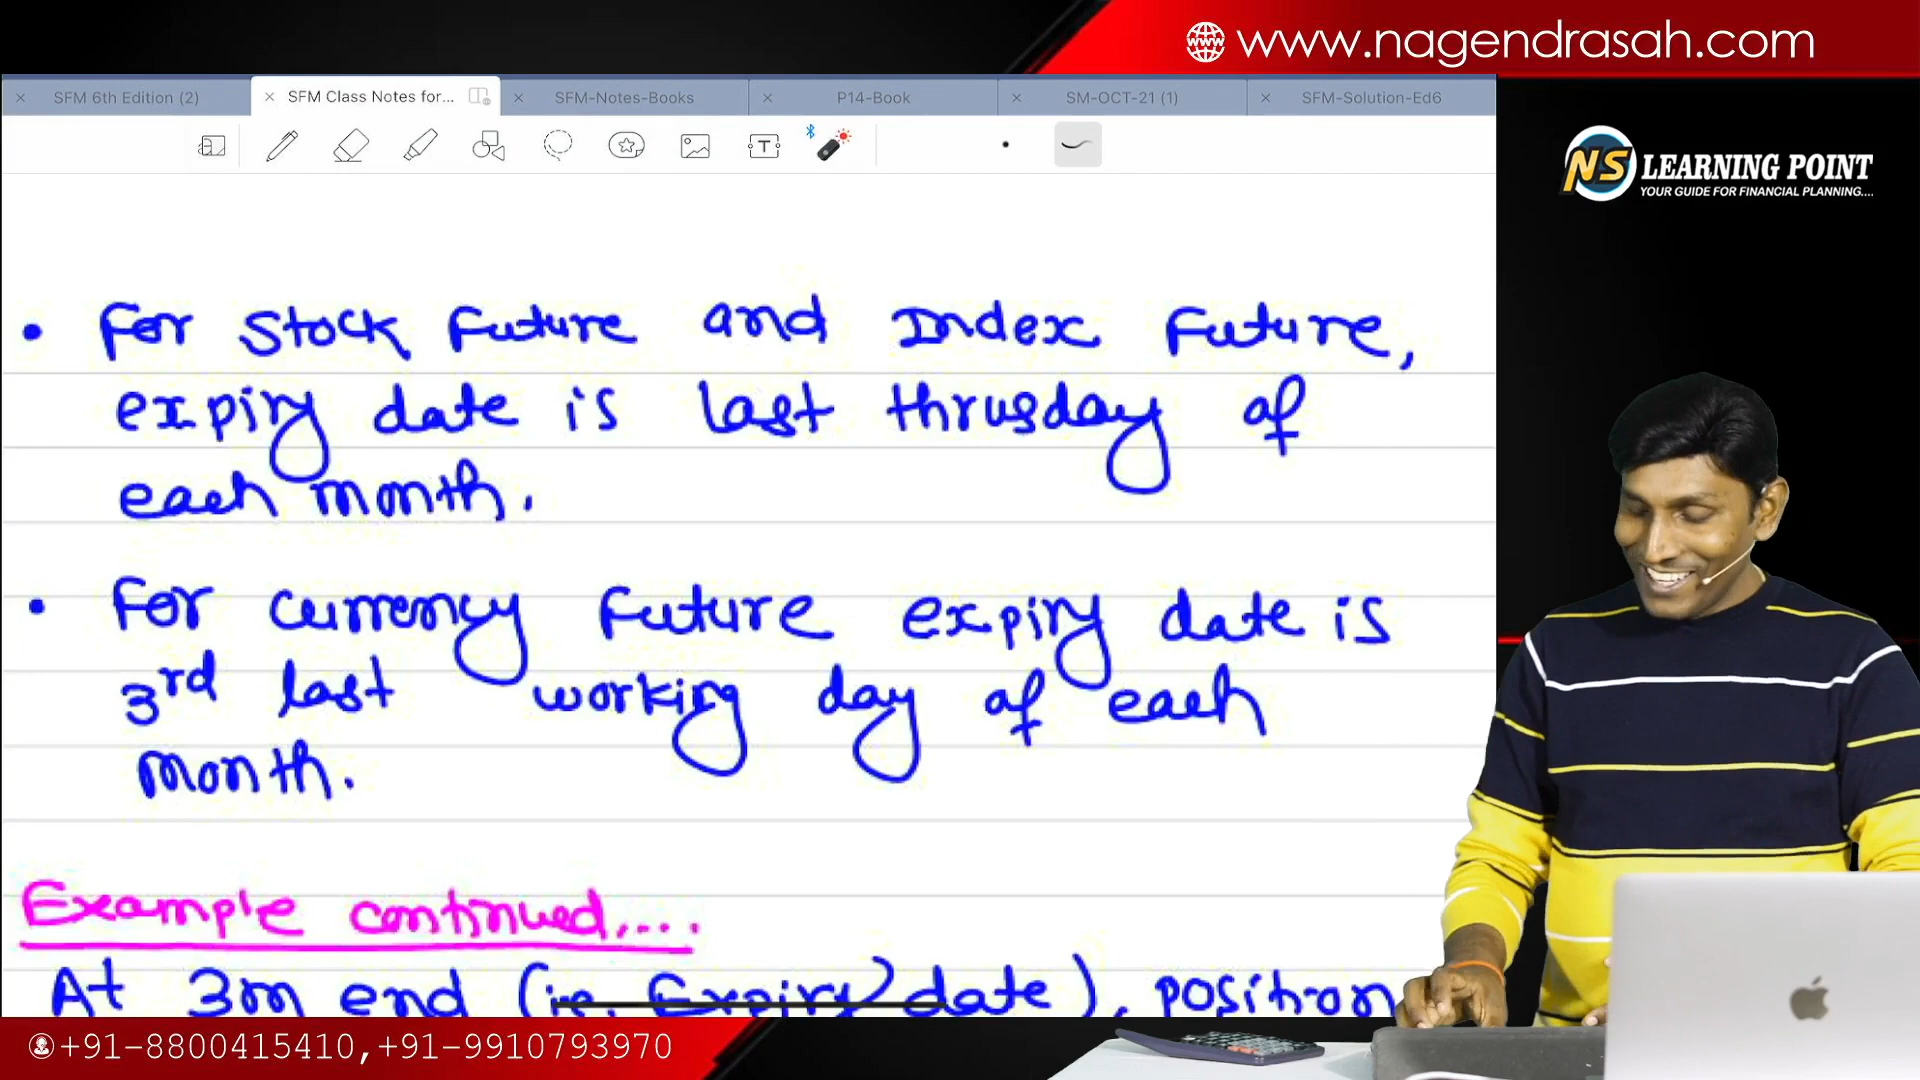 www.nagendrasah.com
SFM 6th Edition (2)
SFM Class Notes for...
SFM-Notes-Books
P14-Book
SM-OCT-21 (1)
SFM-Solution-Ed6
NS LEARNING POINT
YOUR GUIDE FOR FINANCIAL PLANNING....
• For Stock Future and Index Future,
expiry date is last thrusday of
each month.
• For currency Future expiry date is
3rd last working day of each
month.
Example continued....
At 3m end (ie. Expiry date), position
+91-8800415410,+91-9910793970